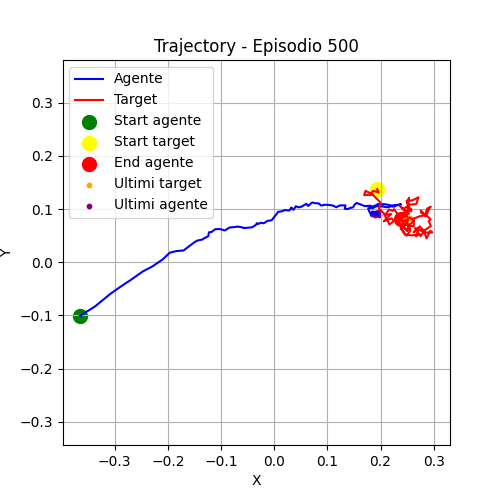 Trajectory - Episodio 500
Agente
Target
Start agente
Start target
End agente
Ultimi target
Ultimi agente
0.3
0.2
0.1
0.0
−0.1
−0.2
−0.3
Y
−0.3
−0.2
−0.1
0.0
0.1
0.2
0.3
X